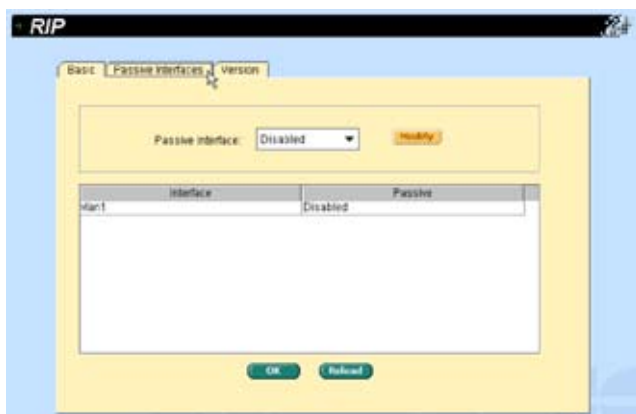 RIP
Basic Passive Interfaces Version
Passive interface: Disabled Modify
Interface Passive
vlan1 Disabled
OK Reload